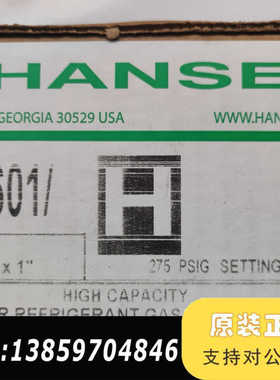 HANSE
GEORGIA 30529 USA
WWW.HAN
601/
H
x 1"
275 PSIG SETTING
HIGH CAPACITY
R REFRIGERANT GAS
原装正
支持对公
:13859704846